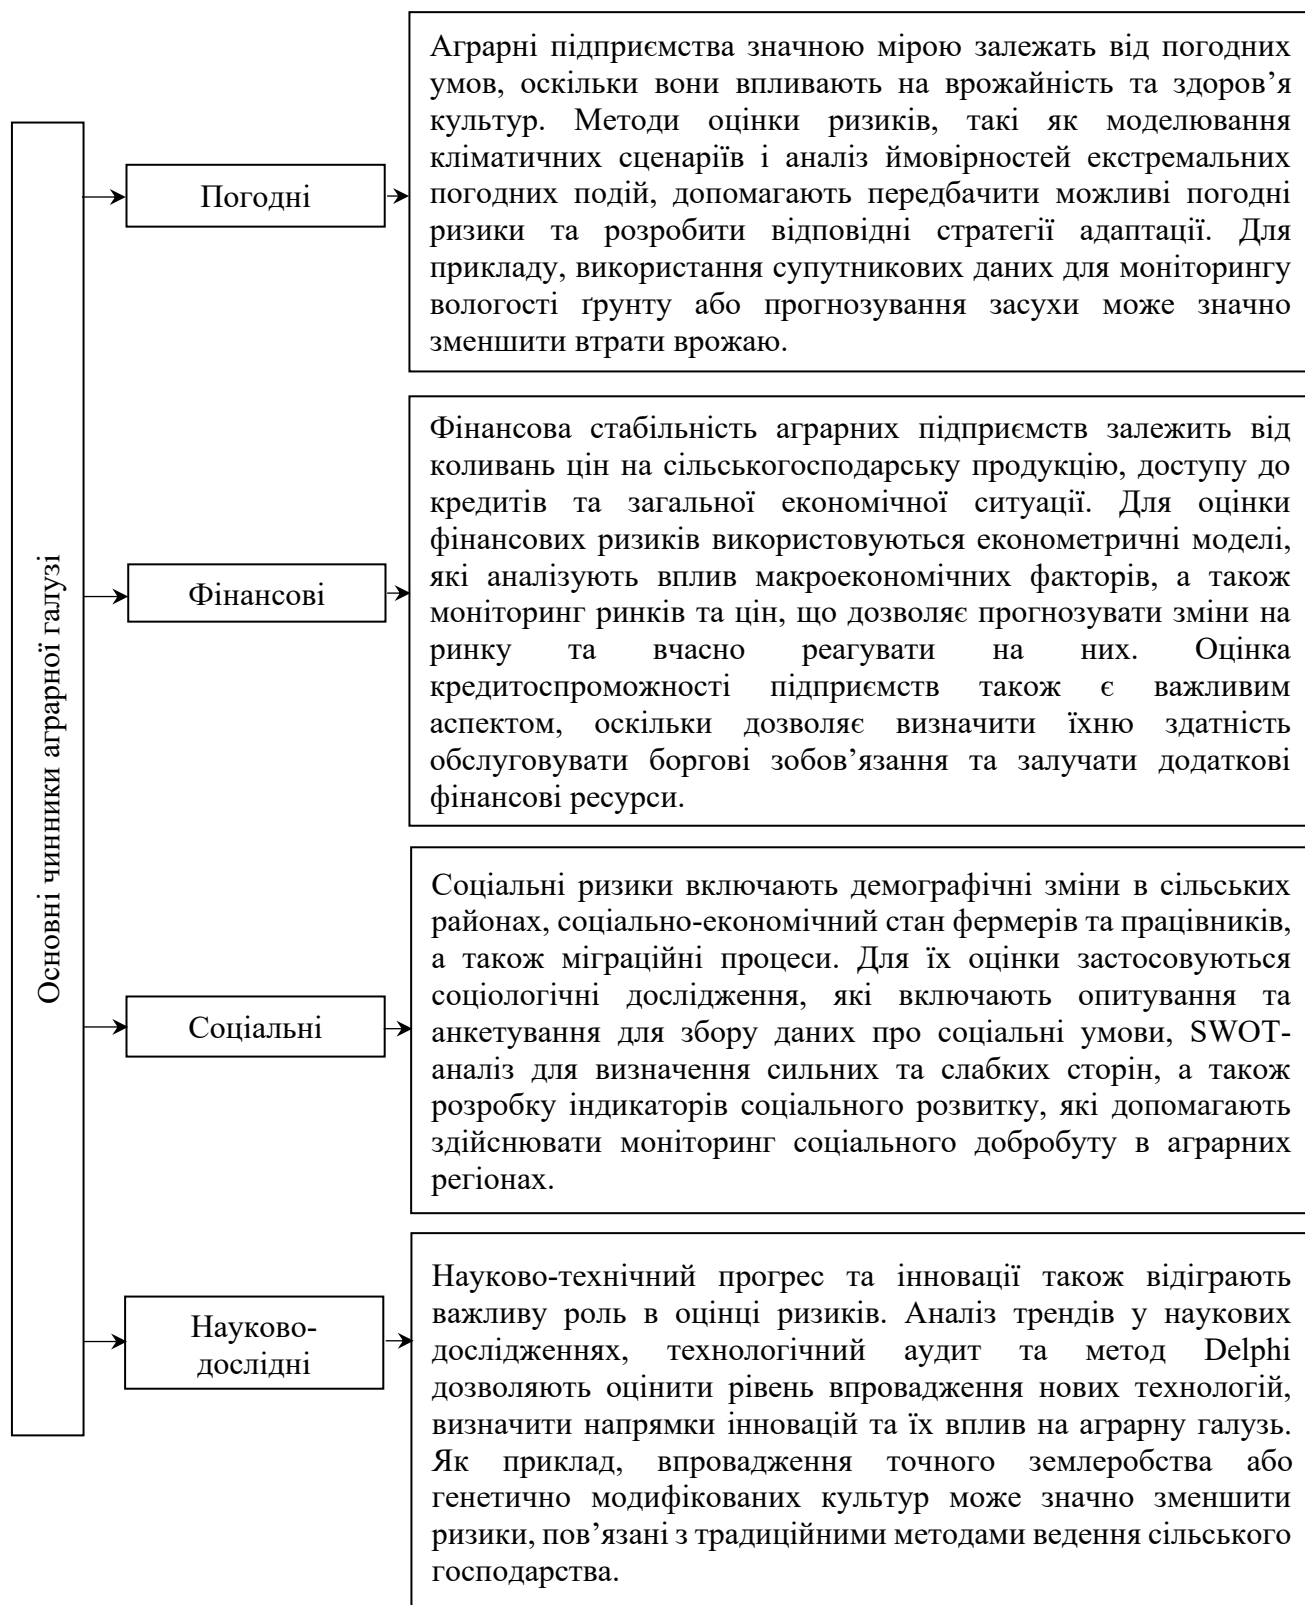 Основні чинники аграрної галузі
Погодні
Аграрні підприємства значною мірою залежать від погодних
умов, оскільки вони впливають на врожайність та здоров’я
культур. Методи оцінки ризиків, такі як моделювання
кліматичних сценаріїв і аналіз ймовірностей екстремальних
погодних подій, допомагають передбачити можливі погодні
ризики та розробити відповідні стратегії адаптації. Для
прикладу, використання супутникових даних для моніторингу
вологості ґрунту або прогнозування засухи може значно
зменшити втрати врожаю.
Фінансові
Фінансова стабільність аграрних підприємств залежить від
коливань цін на сільськогосподарську продукцію, доступу до
кредитів та загальної економічної ситуації. Для оцінки
фінансових ризиків використовуються економетричні моделі,
які аналізують вплив макроекономічних факторів, а також
моніторинг ринків та цін, що дозволяє прогнозувати зміни на
ринку та вчасно реагувати на них. Оцінка
кредитоспроможності підприємств також є важливим
аспектом, оскільки дозволяє визначити їхню здатність
обслуговувати боргові зобов’язання та залучати додаткові
фінансові ресурси.
Соціальні
Соціальні ризики включають демографічні зміни в сільських
районах, соціально-економічний стан фермерів та працівників,
а також міграційні процеси. Для їх оцінки застосовуються
соціологічні дослідження, які включають опитування та
анкетування для збору даних про соціальні умови, SWOT-
аналіз для визначення сильних та слабких сторін, а також
розробку індикаторів соціального розвитку, які допомагають
здійснювати моніторинг соціального добробуту в аграрних
регіонах.
Науково-
дослідні
Науково-технічний прогрес та інновації також відіграють
важливу роль в оцінці ризиків. Аналіз трендів у наукових
дослідженнях, технологічний аудит та метод Delphi
дозволяють оцінити рівень впровадження нових технологій,
визначити напрямки інновацій та їх вплив на аграрну галузь.
Як приклад, впровадження точного землеробства або
генетично модифікованих культур може значно зменшити
ризики, пов’язані з традиційними методами ведення сільського
господарства.